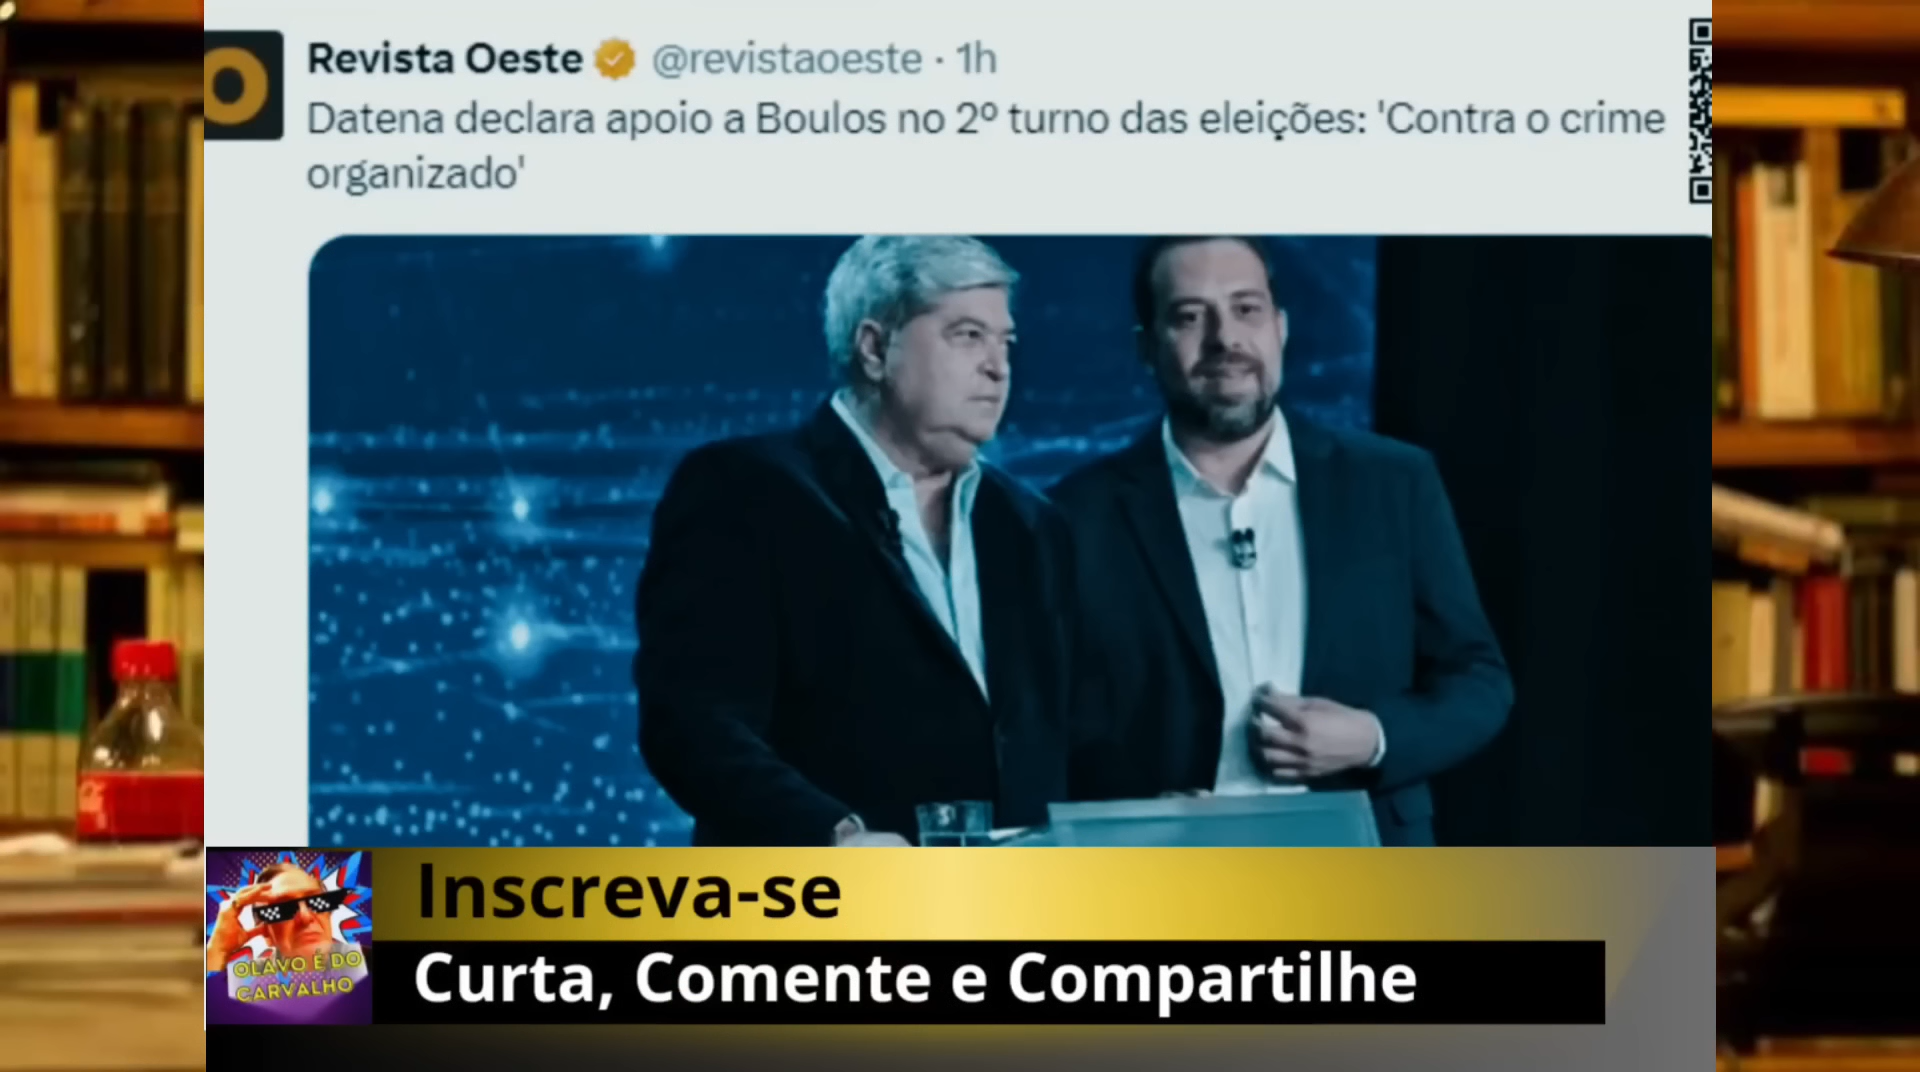 Revista Oeste @revistaoeste · 1h
Datena declara apoio a Boulos no 2º turno das eleições: 'Contra o crime
organizado'
Inscreva-se
Curta, Comente e Compartilhe
OLAVO É DO
CARVALHO